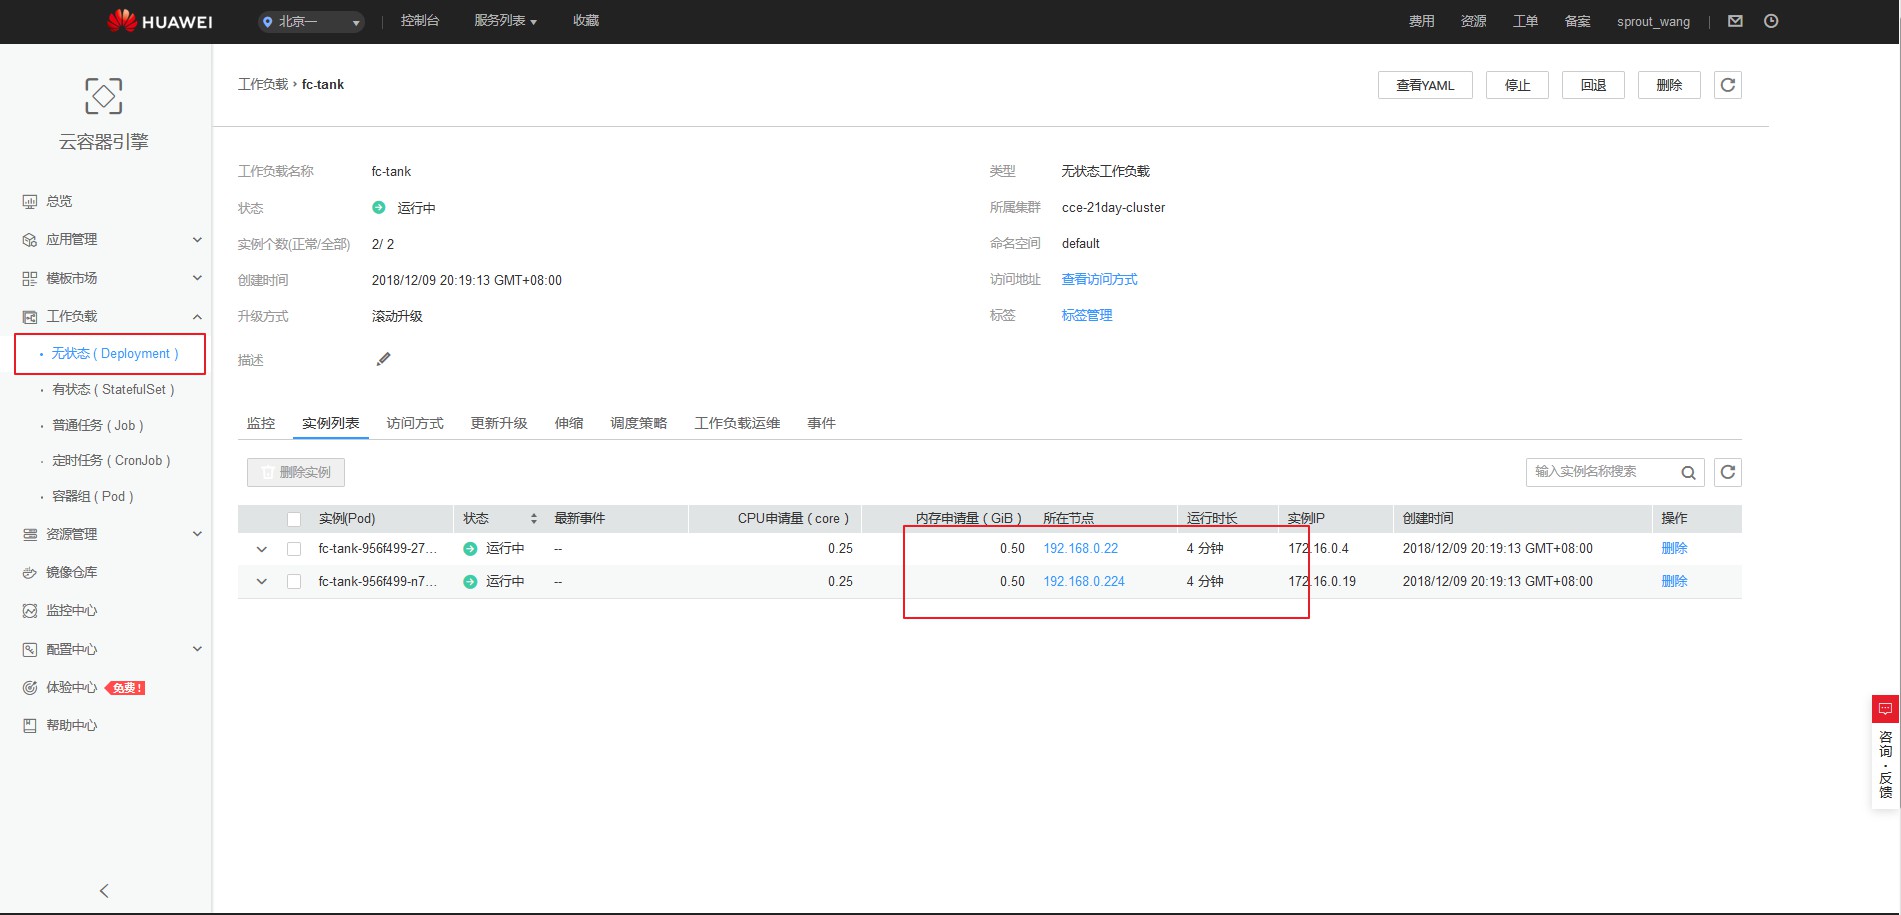 HUAWEI 北京一 控制台 服务列表 收藏 费用 资源 工单 备案 sprout_wang
云容器引擎
总览
应用管理
模板市场
工作负载
无状态 ( Deployment )
有状态 ( StatefulSet )
普通任务 ( Job )
定时任务 ( CronJob )
容器组 ( Pod )
资源管理
镜像仓库
监控中心
配置中心
体验中心 免费!
帮助中心
工作负载 › fc-tank
查看YAML 停止 回退 删除
工作负载名称 fc-tank 类型 无状态工作负载
状态 运行中 所属集群 cce-21day-cluster
实例个数(正常/全部) 2/ 2 命名空间 default
创建时间 2018/12/09 20:19:13 GMT+08:00 访问地址 查看访问方式
升级方式 滚动升级 标签 标签管理
描述
监控 实例列表 访问方式 更新升级 伸缩 调度策略 工作负载运维 事件
删除实例 输入实例名称搜索
实例(Pod) 状态 最新事件 CPU申请量 ( core ) 内存申请量 ( GiB ) 所在节点 运行时长 实例IP 创建时间 操作
fc-tank-956f499-27... 运行中 -- 0.25 0.50 192.168.0.22 4 分钟 172.16.0.4 2018/12/09 20:19:13 GMT+08:00 删除
fc-tank-956f499-n7... 运行中 -- 0.25 0.50 192.168.0.224 4 分钟 172.16.0.19 2018/12/09 20:19:13 GMT+08:00 删除
咨询·反馈